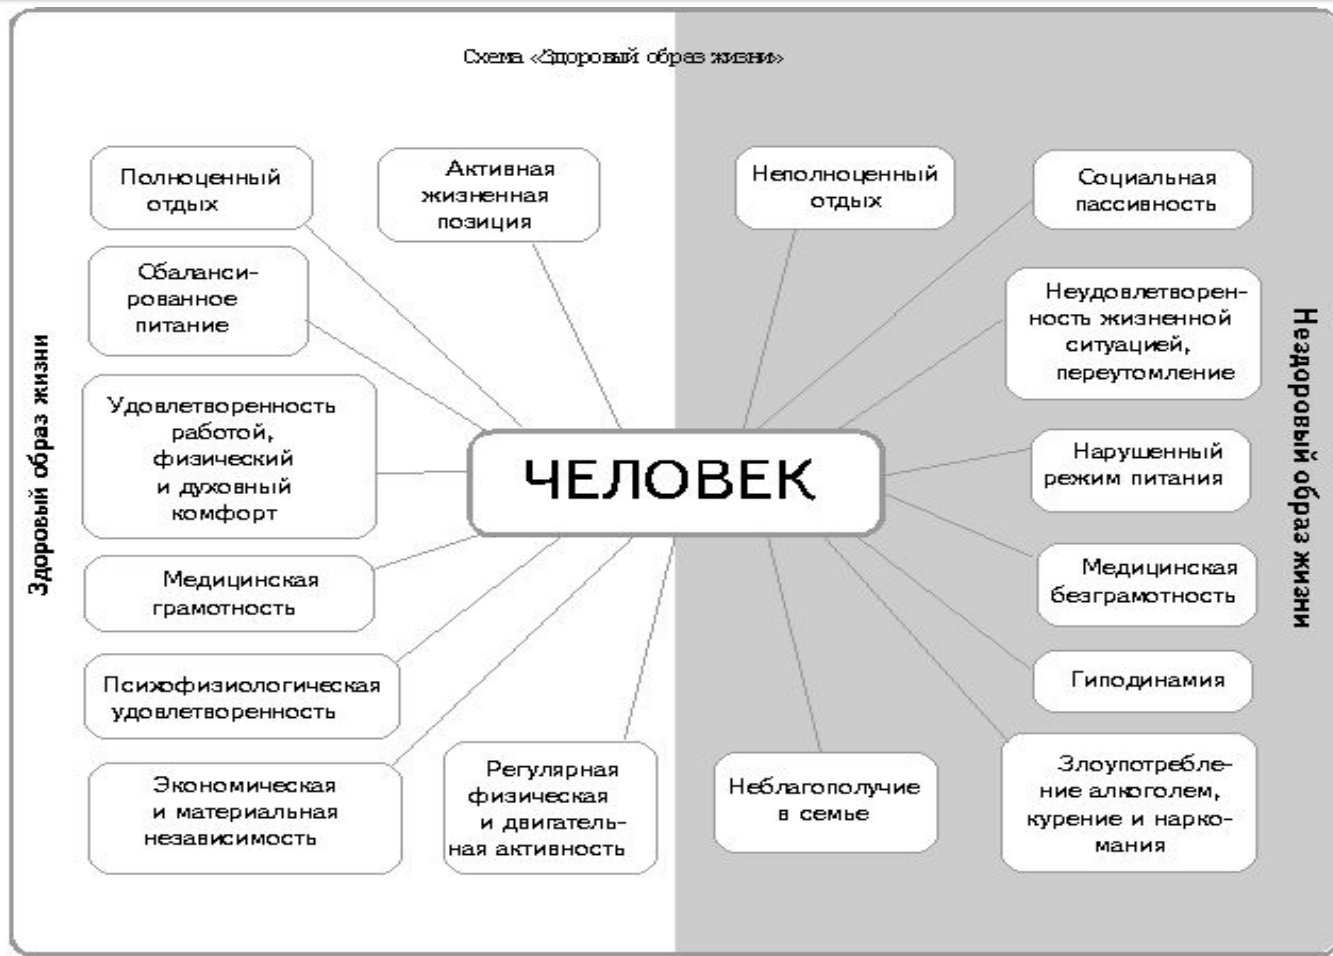 Схема «Здоровый образ жизни»
Здоровый образ жизни
Полноценный
отдых
Активная
жизненная
позиция
Сбаланси-
рованное
питание
Удовлетворенность
работой,
физический
и духовный
комфорт
Медицинская
грамотность
Психофизиологическая
удовлетворенность
Экономическая
и материальная
независимость
Регулярная
физическая
и двигатель-
ная активность
ЧЕЛОВЕК
Неполноценный
отдых
Социальная
пассивность
Неудовлетворен-
ность жизненной
ситуацией,
переутомление
Нарушенный
режим питания
Медицинская
безграмотность
Гиподинамия
Злоупотребле-
ние алкоголем,
курение и нарко-
мания
Неблагополучие
в семье
Нездоровый образ жизни